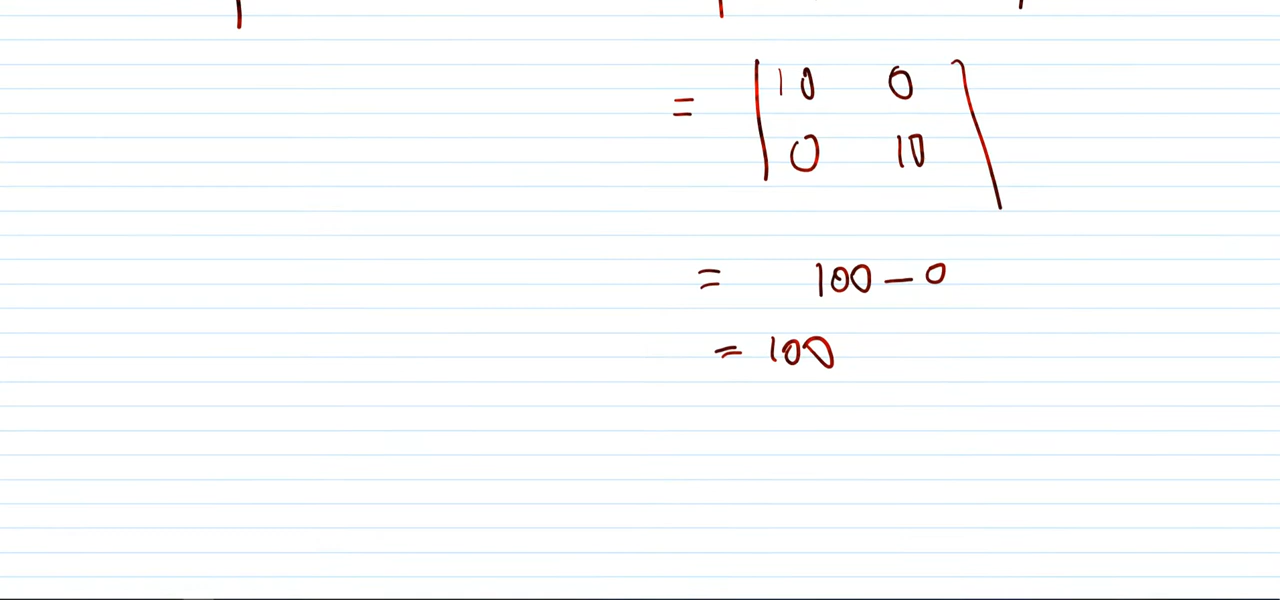 = | 10 0 |
| 0 10 |
= 100 - 0
= 100